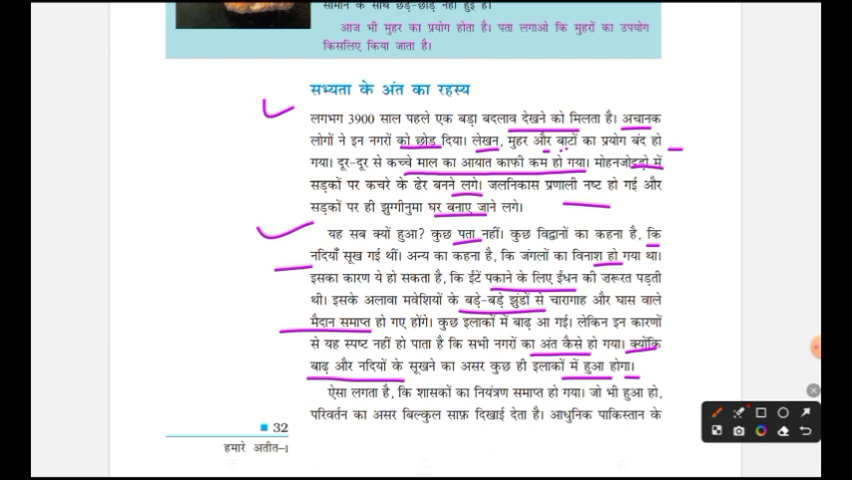 सामान के साथ छेड़-छाड़ नहीं हुई है।
आज भी मुहर का प्रयोग होता है। पता लगाओ कि मुहरों का उपयोग
किसलिए किया जाता है।
सभ्यता के अंत का रहस्य
लगभग 3900 साल पहले एक बड़ा बदलाव देखने को मिलता है। अचानक
लोगों ने इन नगरों को छोड़ दिया। लेखन, मुहर और बाटों का प्रयोग बंद हो
गया। दूर-दूर से कच्चे माल का आयात काफी कम हो गया। मोहनजोदड़ो में
सड़कों पर कचरे के ढेर बनने लगे। जलनिकास प्रणाली नष्ट हो गई और
सड़कों पर ही झुग्गीनुमा घर बनाए जाने लगे।
यह सब क्यों हुआ? कुछ पता नहीं। कुछ विद्वानों का कहना है, कि
नदियाँ सूख गई थीं। अन्य का कहना है, कि जंगलों का विनाश हो गया था।
इसका कारण ये हो सकता है, कि ईंटें पकाने के लिए ईंधन की जरूरत पड़ती
थी। इसके अलावा मवेशियों के बड़े-बड़े झुंडों से चारागाह और घास वाले
मैदान समाप्त हो गए होंगे। कुछ इलाकों में बाढ़ आ गई। लेकिन इन कारणों
से यह स्पष्ट नहीं हो पाता है कि सभी नगरों का अंत कैसे हो गया। क्योंकि
बाढ़ और नदियों के सूखने का असर कुछ ही इलाकों में हुआ होगा।
ऐसा लगता है, कि शासकों का नियंत्रण समाप्त हो गया। जो भी हुआ हो,
परिवर्तन का असर बिल्कुल साफ़ दिखाई देता है। आधुनिक पाकिस्तान के
32
हमारे अतीत–I